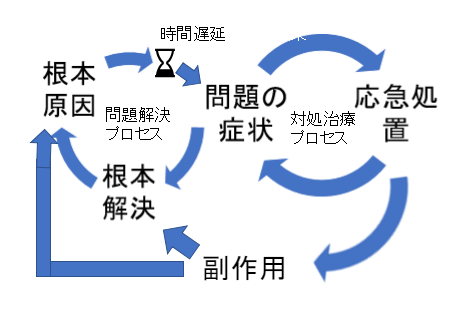 時間遅延
根本
原因
問題の
症状
応急処
置
問題解決
プロセス
対処治療
プロセス
根本
解決
副作用